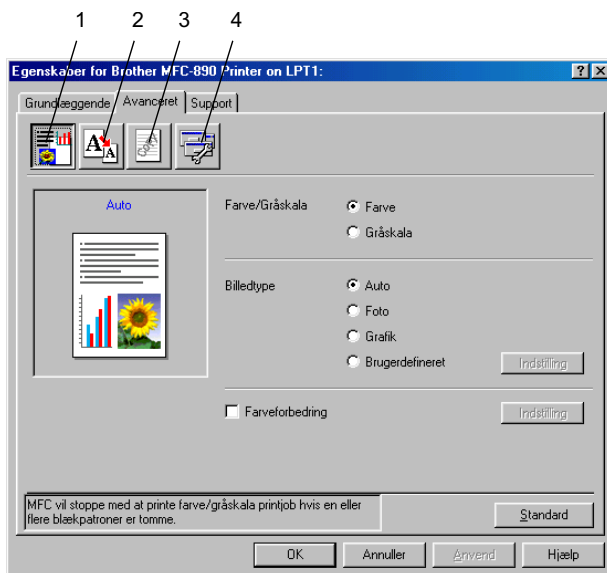 1 2 3 4
Egenskaber for Brother MFC-890 Printer on LPT1:
Grundlæggende Avanceret Support
Auto
Farve/Gråskala
Farve
Gråskala
Billedtype
Auto
Foto
Grafik
Brugerdefineret
Indstilling
Farveforbedring
Indstilling
MFC vil stoppe med at printe farve/gråskala printjob hvis en eller
flere blækpatroner er tomme.
Standard
OK Annuller Anvend Hjælp